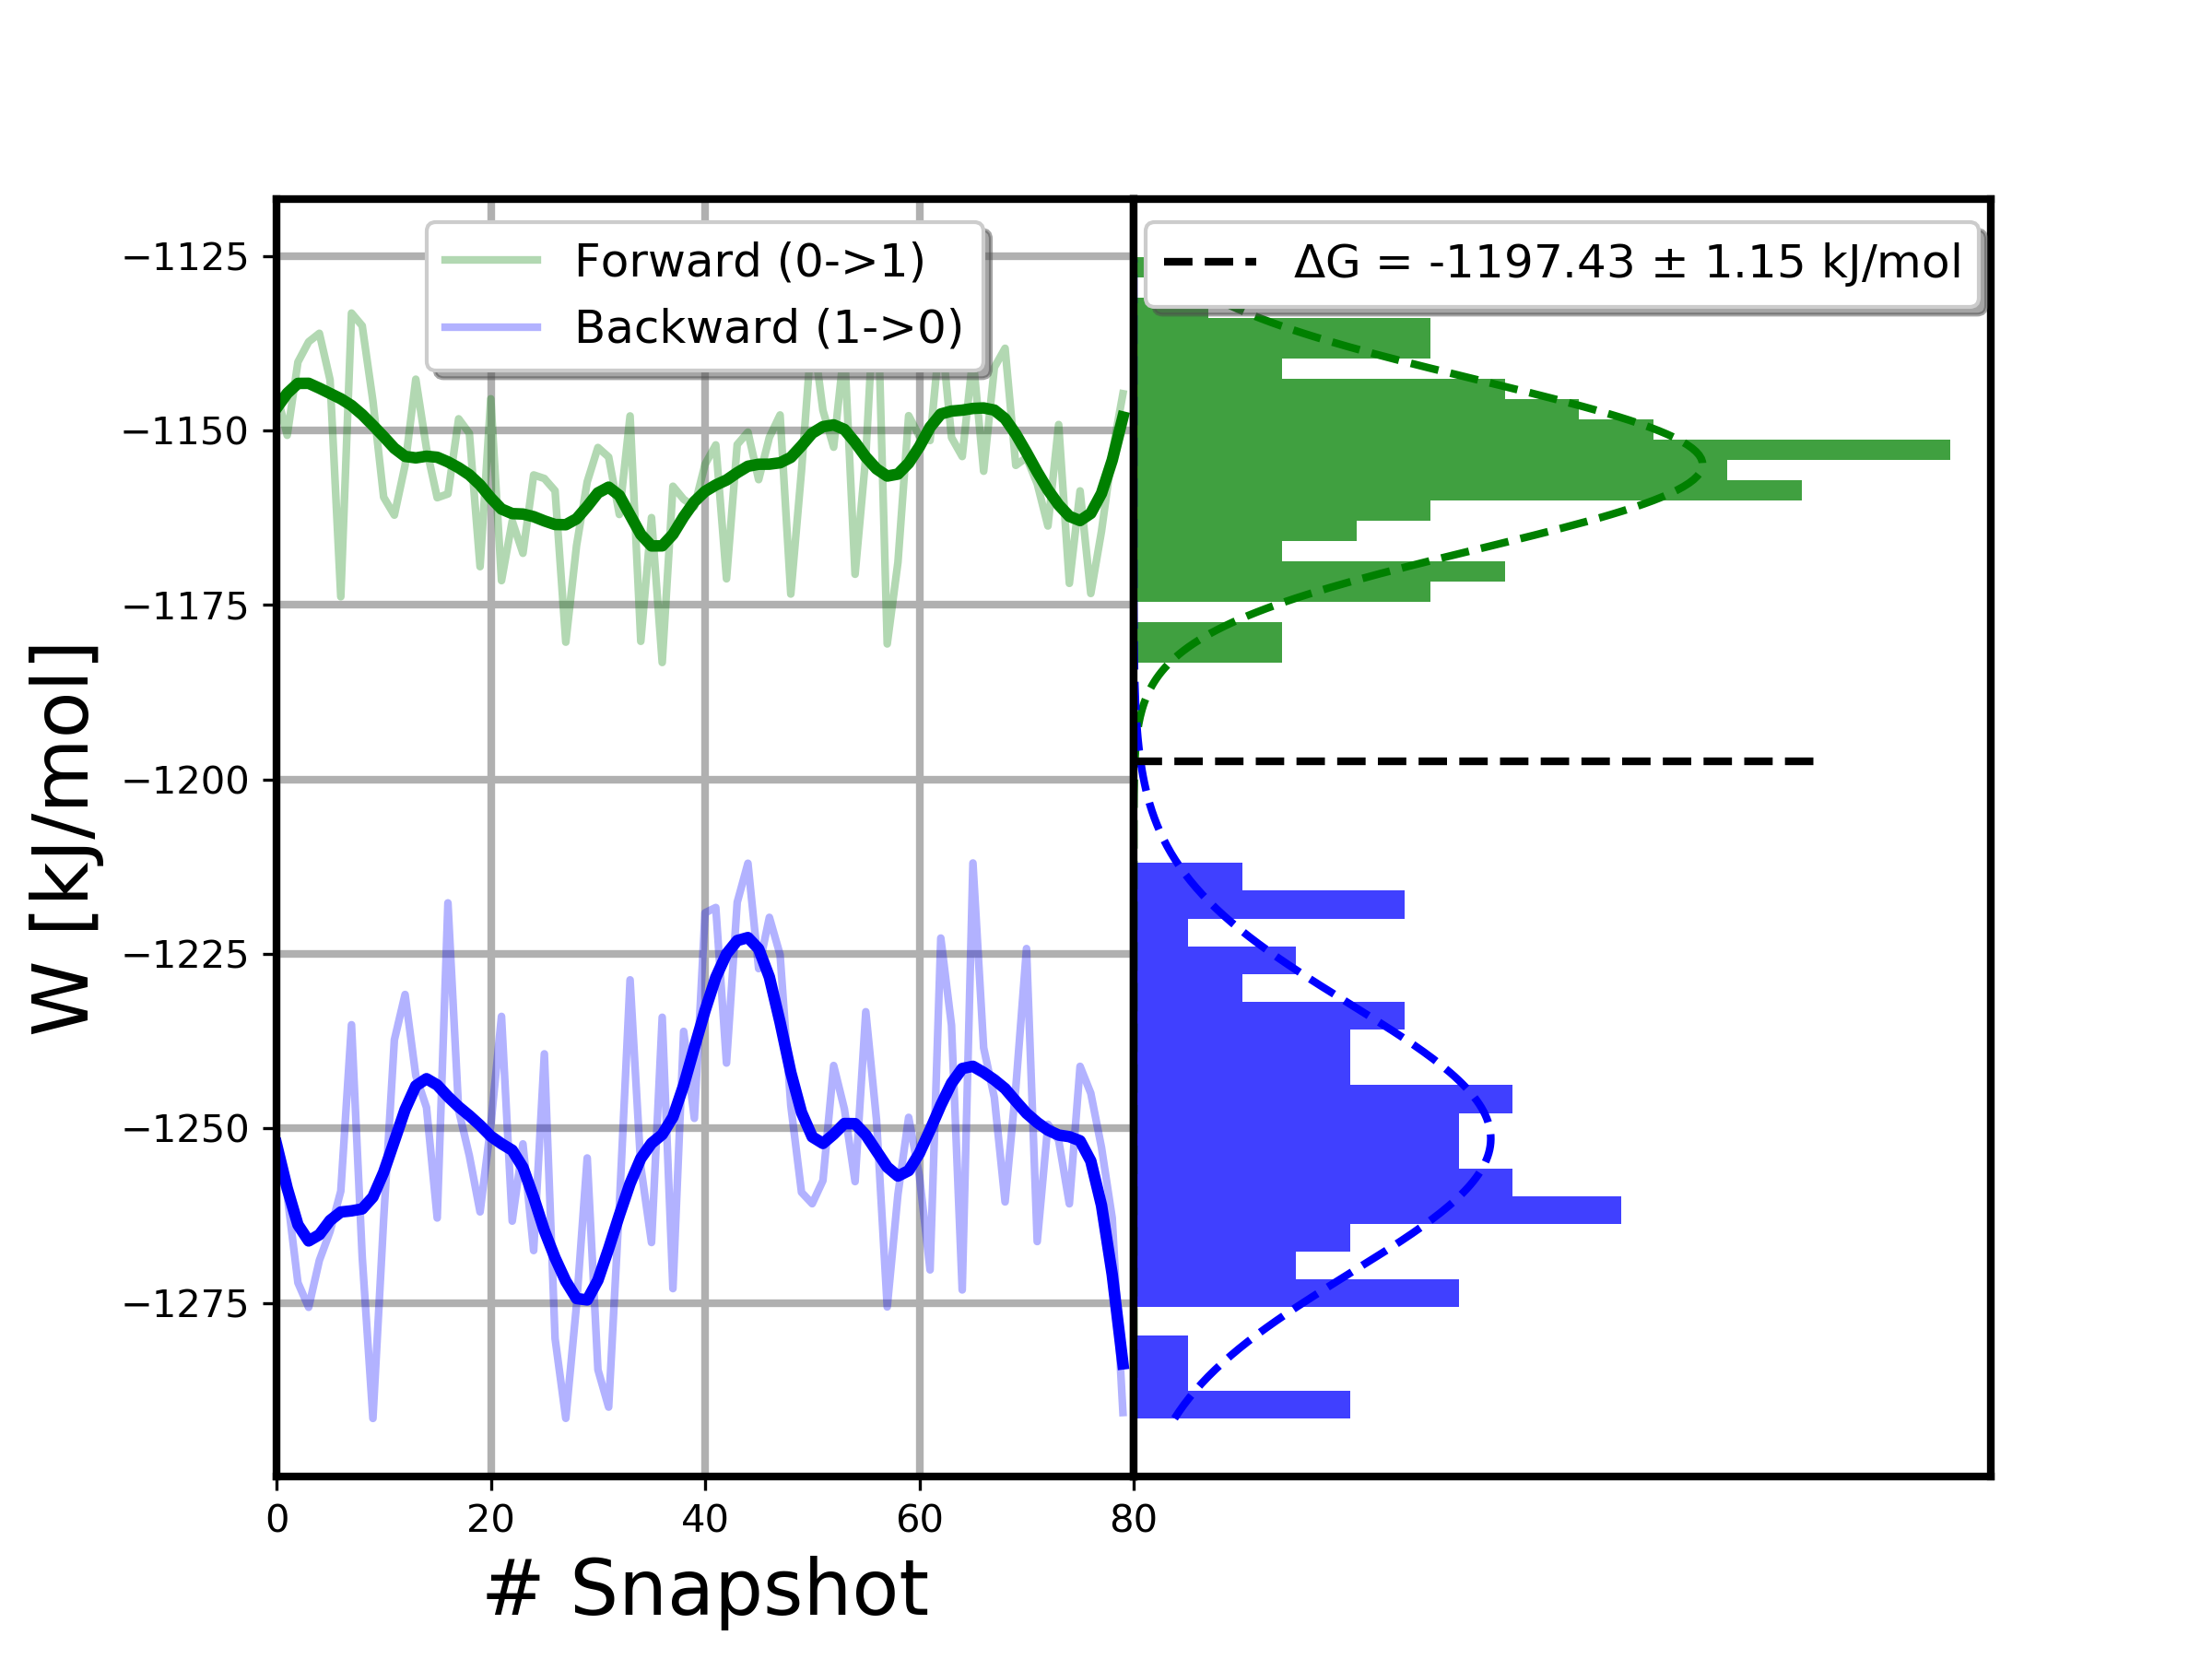 Forward (0->1)
Backward (1->0)
ΔG = -1197.43 ± 1.15 kJ/mol
W [kJ/mol]
−1125
−1150
−1175
−1200
−1225
−1250
−1275
0 20 40 60 80
# Snapshot